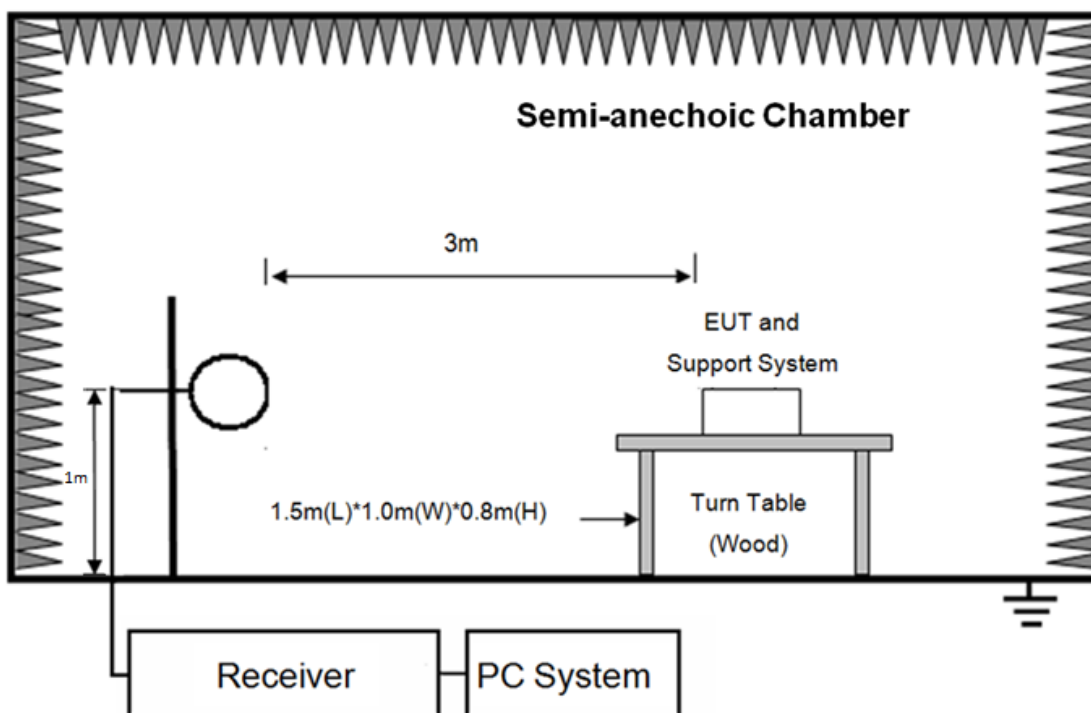 Semi-anechoic Chamber
3m
EUT and
Support System
1m
1.5m(L)*1.0m(W)*0.8m(H)
Turn Table
(Wood)
Receiver
PC System